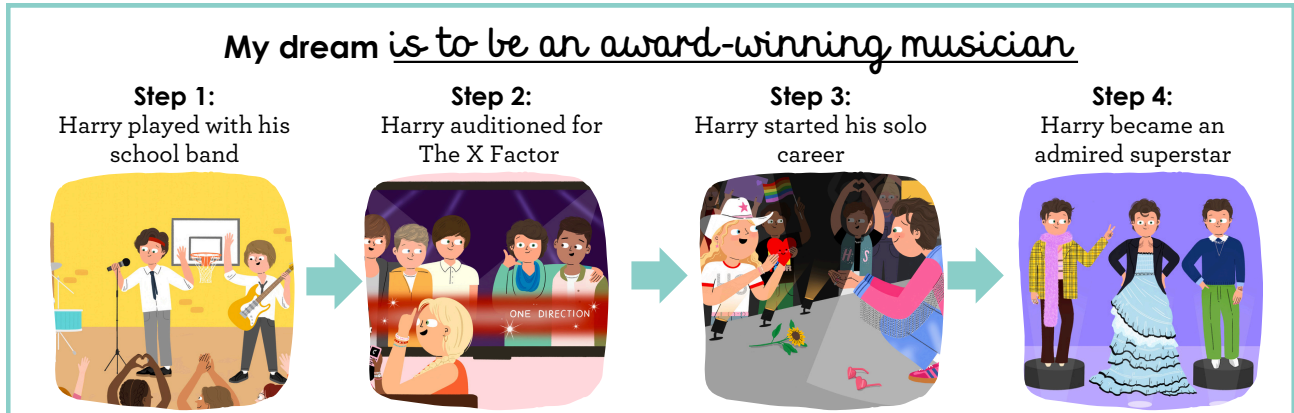 My dream is to be an award-winning musician
Step 1:
Harry played with his
school band
Step 2:
Harry auditioned for
The X Factor
Step 3:
Harry started his solo
career
Step 4:
Harry became an
admired superstar
ONE DIRECTION
H S